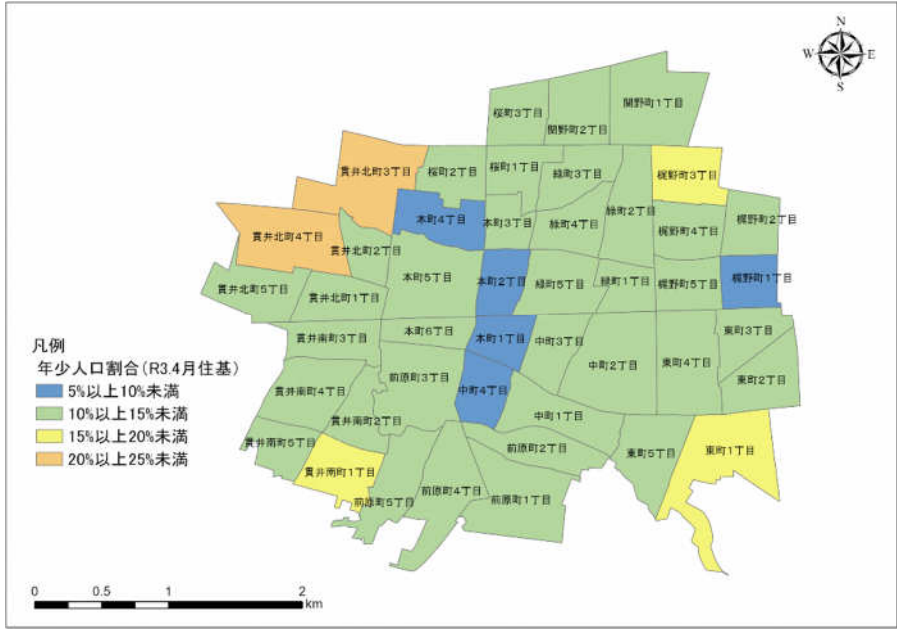 N
W
E
S
関野町1丁目
桜町3丁目
関野町2丁目
貫井北町3丁目
桜町2丁目
桜町1丁目
緑町3丁目
梶野町3丁目
本町4丁目
本町3丁目
緑町4丁目
緑町2丁目
梶野町4丁目
梶野町2丁目
貫井北町4丁目
貫井北町2丁目
本町5丁目
本町2丁目
緑町5丁目
緑町1丁目
梶野町5丁目
梶野町1丁目
貫井北町5丁目
貫井北町1丁目
貫井南町3丁目
本町6丁目
本町1丁目
中町3丁目
東町3丁目
中町2丁目
東町4丁目
東町2丁目
前原町3丁目
中町4丁目
貫井南町4丁目
貫井南町2丁目
中町1丁目
貫井南町5丁目
前原町2丁目
東町5丁目
東町1丁目
貫井南町1丁目
前原町5丁目
前原町4丁目
前原町1丁目
凡例
年少人口割合(R3.4月住基)
5%以上10%未満
10%以上15%未満
15%以上20%未満
20%以上25%未満
0 0.5 1 2
km